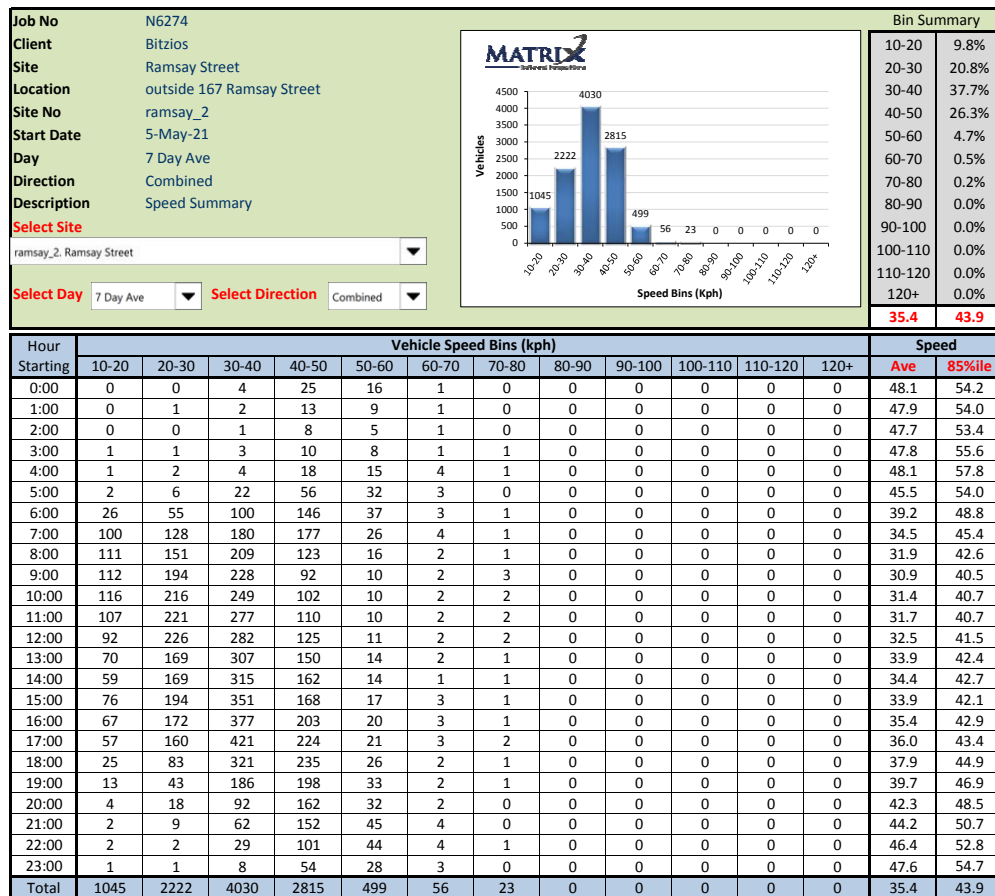 Job No N6274
Client Bitzios
Site Ramsay Street
Location outside 167 Ramsay Street
Site No ramsay_2
Start Date 5-May-21
Day 7 Day Ave
Direction Combined
Description Speed Summary
Select Site
ramsay_2. Ramsay Street
Select Day 7 Day Ave Select Direction Combined
MATRIX
Vehicles
4500
4000
3500
3000
2500
2000
1500
1000
500
0
1045 2222 4030 2815 499 56 23 0 0 0 0 0
10-20 20-30 30-40 40-50 50-60 60-70 70-80 80-90 90-100 100-110 110-120 120+
Speed Bins (Kph)
Bin Summary
10-20 9.8%
20-30 20.8%
30-40 37.7%
40-50 26.3%
50-60 4.7%
60-70 0.5%
70-80 0.2%
80-90 0.0%
90-100 0.0%
100-110 0.0%
110-120 0.0%
120+ 0.0%
35.4 43.9
Hour Vehicle Speed Bins (kph) Speed
Starting 10-20 20-30 30-40 40-50 50-60 60-70 70-80 80-90 90-100 100-110 110-120 120+ Ave 85%ile
0:00 0 0 4 25 16 1 0 0 0 0 0 0 48.1 54.2
1:00 0 1 2 13 9 1 0 0 0 0 0 0 47.9 54.0
2:00 0 0 1 8 5 1 0 0 0 0 0 0 47.7 53.4
3:00 1 1 3 10 8 1 1 0 0 0 0 0 47.8 55.6
4:00 1 2 4 18 15 4 1 0 0 0 0 0 48.1 57.8
5:00 2 6 22 56 32 3 0 0 0 0 0 0 45.5 54.0
6:00 26 55 100 146 37 3 1 0 0 0 0 0 39.2 48.8
7:00 100 128 180 177 26 4 1 0 0 0 0 0 34.5 45.4
8:00 111 151 209 123 16 2 1 0 0 0 0 0 31.9 42.6
9:00 112 194 228 92 10 2 3 0 0 0 0 0 30.9 40.5
10:00 116 216 249 102 10 2 2 0 0 0 0 0 31.4 40.7
11:00 107 221 277 110 10 2 2 0 0 0 0 0 31.7 40.7
12:00 92 226 282 125 11 2 2 0 0 0 0 0 32.5 41.5
13:00 70 169 307 150 14 2 1 0 0 0 0 0 33.9 42.4
14:00 59 169 315 162 14 1 1 0 0 0 0 0 34.4 42.7
15:00 76 194 351 168 17 3 1 0 0 0 0 0 33.9 42.1
16:00 67 172 377 203 20 3 1 0 0 0 0 0 35.4 42.9
17:00 57 160 421 224 21 3 2 0 0 0 0 0 36.0 43.4
18:00 25 83 321 235 26 2 1 0 0 0 0 0 37.9 44.9
19:00 13 43 186 198 33 2 1 0 0 0 0 0 39.7 46.9
20:00 4 18 92 162 32 2 0 0 0 0 0 0 42.3 48.5
21:00 2 9 62 152 45 4 0 0 0 0 0 0 44.2 50.7
22:00 2 2 29 101 44 4 1 0 0 0 0 0 46.4 52.8
23:00 1 1 8 54 28 3 0 0 0 0 0 0 47.6 54.7
Total 1045 2222 4030 2815 499 56 23 0 0 0 0 0 35.4 43.9